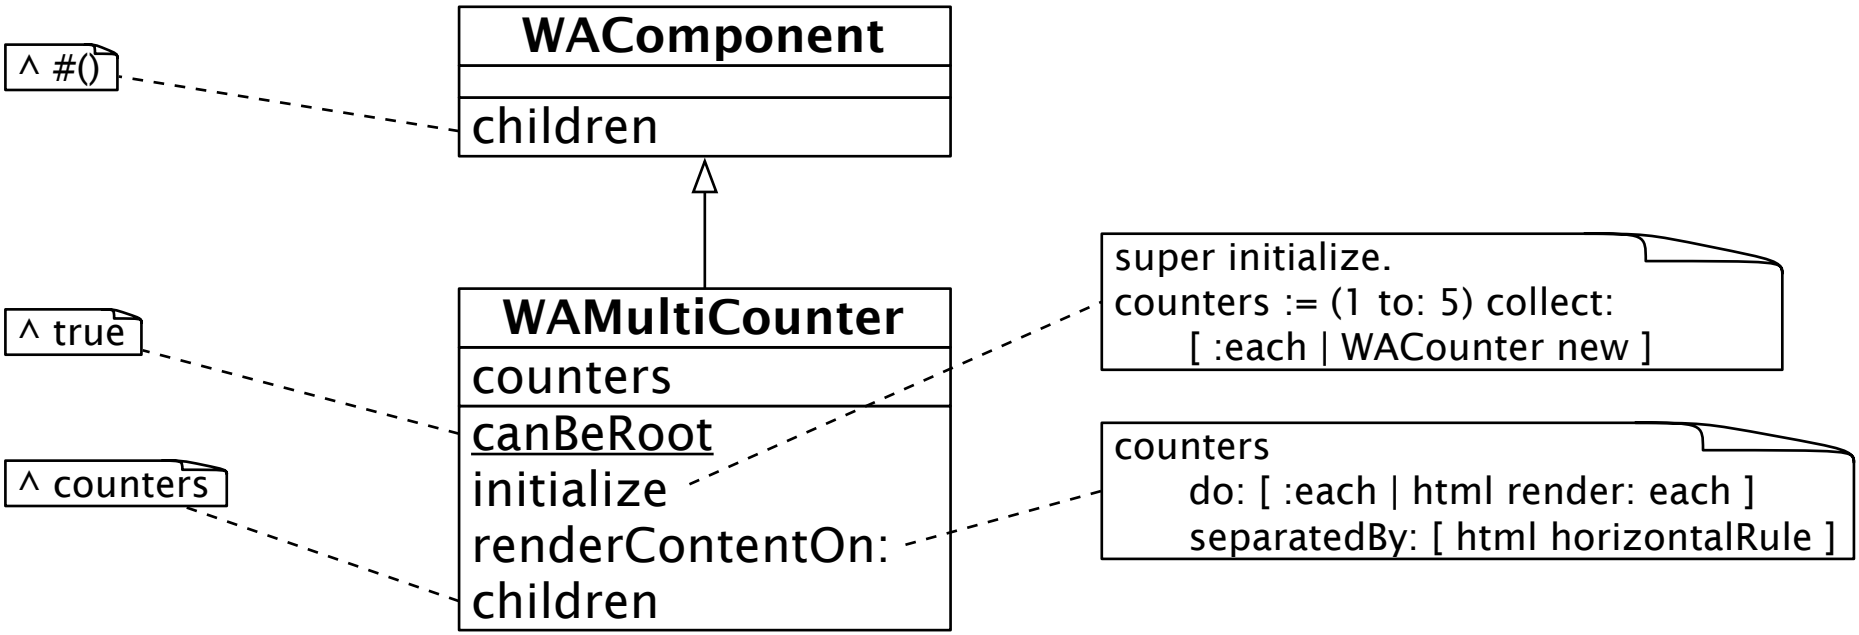 WAComponent
^ #()
children
super initialize.
counters := (1 to: 5) collect:
[ :each | WACounter new ]
WAMultiCounter
^ true
counters
canBeRoot
initialize
renderContentOn:
children
^ counters
counters
do: [ :each | html render: each ]
separatedBy: [ html horizontalRule ]